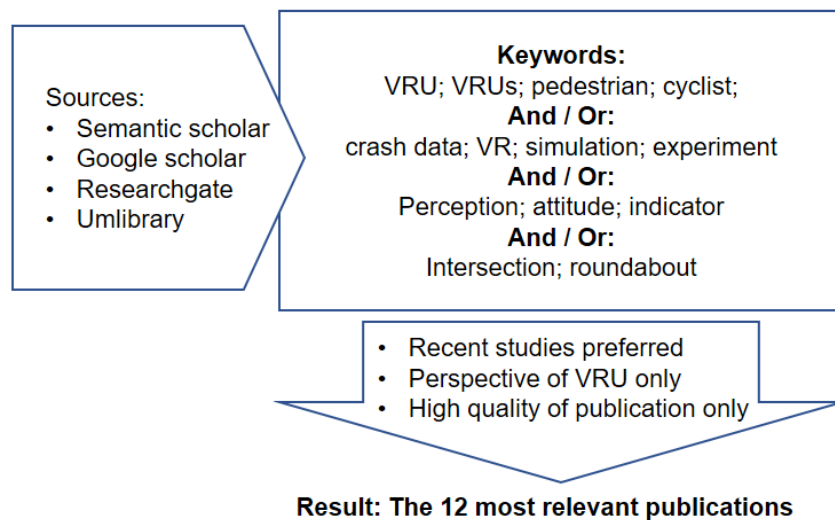 Sources:
• Semantic scholar
• Google scholar
• Researchgate
• Umlibrary
Keywords:
VRU; VRUs; pedestrian; cyclist;
And / Or:
crash data; VR; simulation; experiment
And / Or:
Perception; attitude; indicator
And / Or:
Intersection; roundabout
• Recent studies preferred
• Perspective of VRU only
• High quality of publication only
Result: The 12 most relevant publications